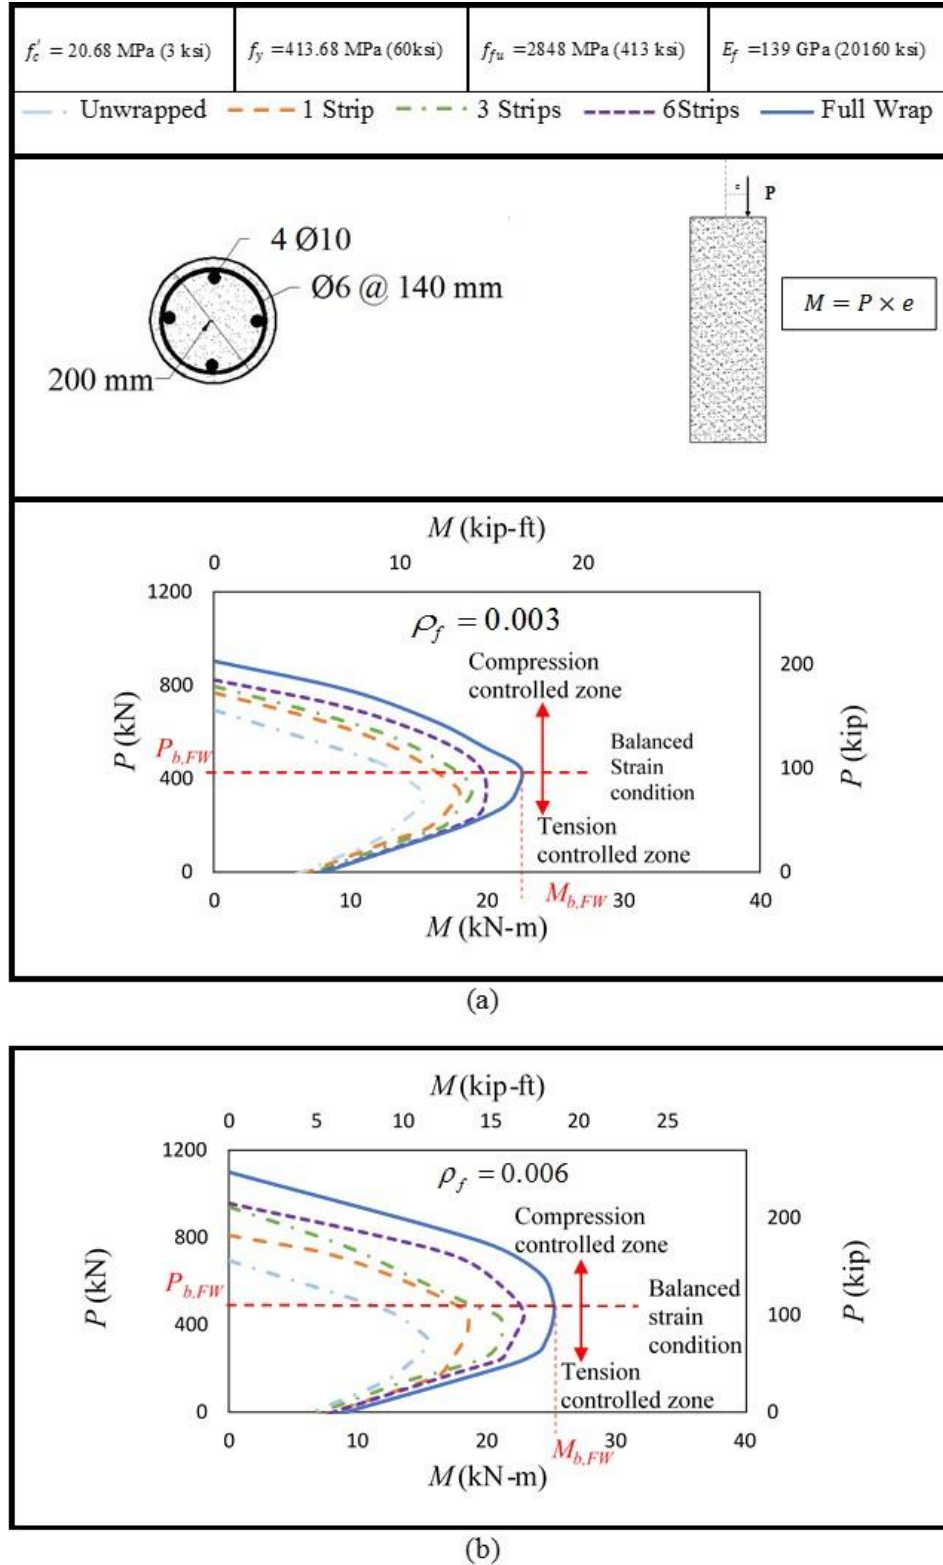 f'c = 20.68 MPa (3 ksi) fy =413.68 MPa (60ksi) ffu =2848 MPa (413 ksi) Ef =139 GPa (20160 ksi)
Unwrapped 1 Strip 3 Strips 6Strips Full Wrap
4 Ø10
Ø6 @ 140 mm
200 mm
e P
M = P × e
M (kip-ft)
0 10 20
1200
800
400
0
P (kN)
ρf = 0.003
Compression
controlled zone
Pb,FW
Balanced
Strain
condition
Tension
controlled zone
200
100
0
P (kip)
0 10 20 30 40
Mb,FW
M (kN-m)
(a)
M (kip-ft)
0 5 10 15 20 25
1200
800
400
0
P (kN)
ρf = 0.006
Compression
controlled zone
Pb,FW
Balanced
strain
condition
Tension
controlled zone
200
100
0
P (kip)
0 10 20 30 40
Mb,FW
M (kN-m)
(b)